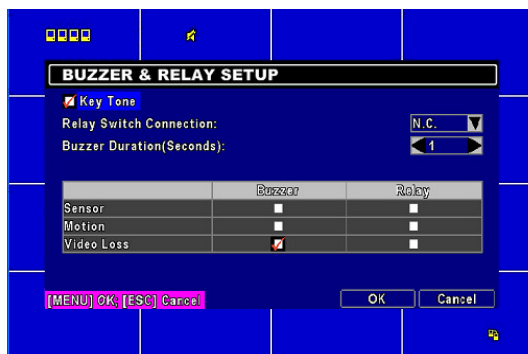 BUZZER & RELAY SETUP
Key Tone
Relay Switch Connection: N.C.
Buzzer Duration(Seconds): 1
Buzzer Relay
Sensor
Motion
Video Loss
[MENU] OK; [ESC] Cancel OK Cancel